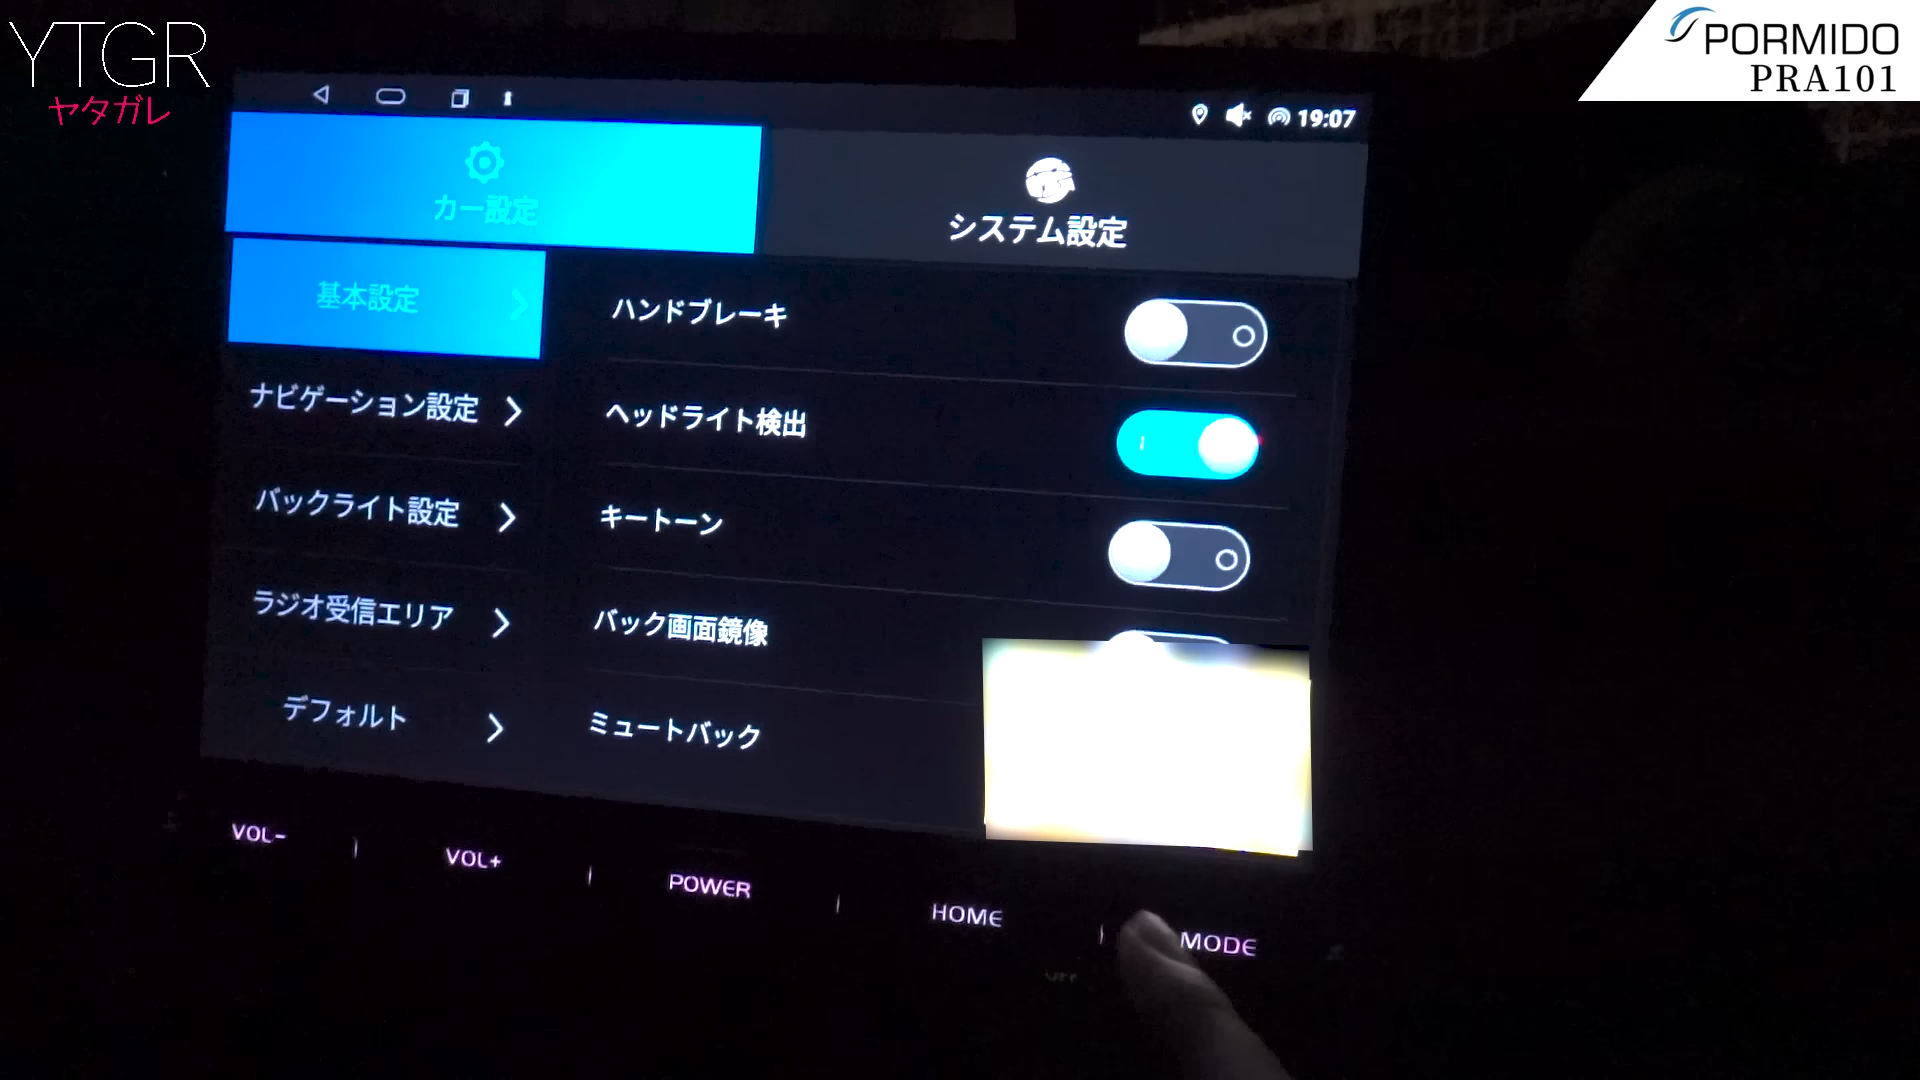 YTGR
ヤタガレ
PORMIDO
PRA101
19:07
カー設定
システム設定
基本設定
ナビゲーション設定
バックライト設定
ラジオ受信エリア
デフォルト
ハンドブレーキ
ヘッドライト検出
キートーン
バック画面鏡像
ミュートバック
VOL-
VOL+
POWER
HOME
MODE